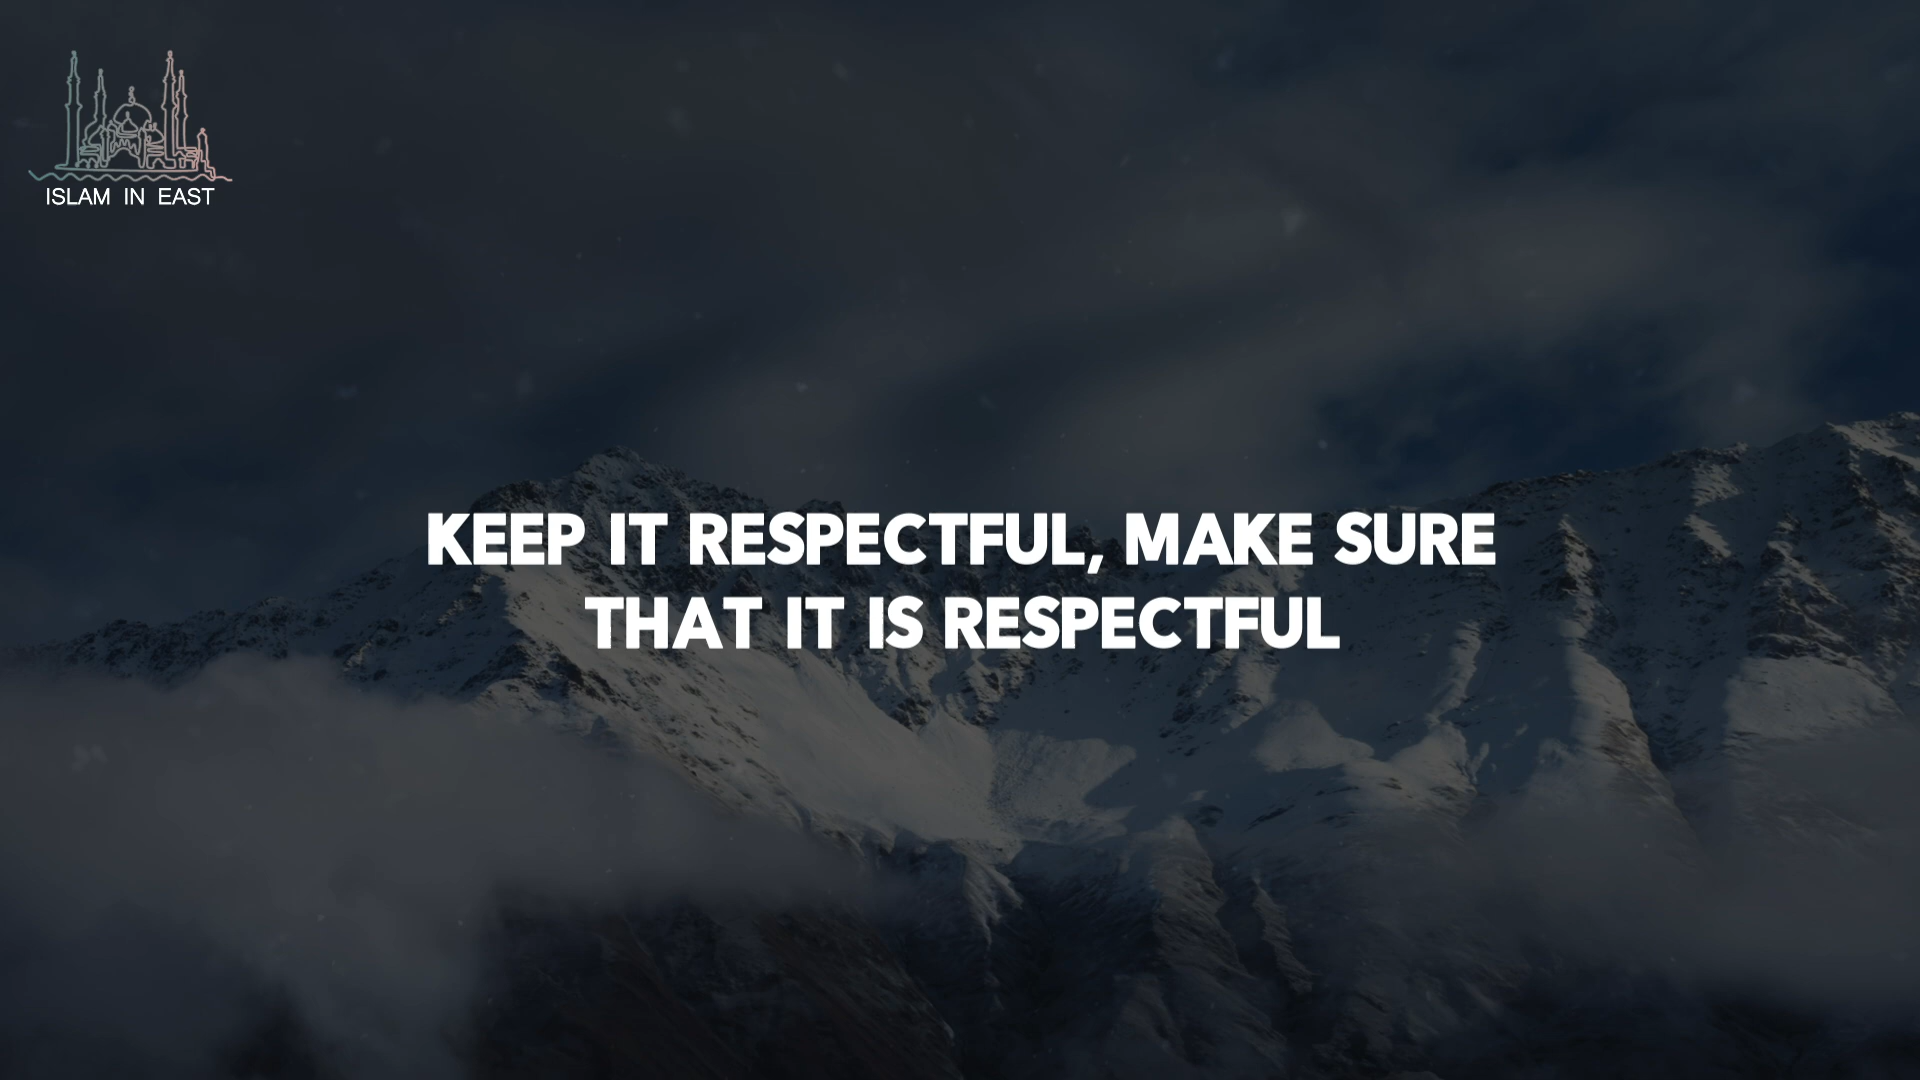 ISLAM IN EAST
KEEP IT RESPECTFUL, MAKE SURE
THAT IT IS RESPECTFUL